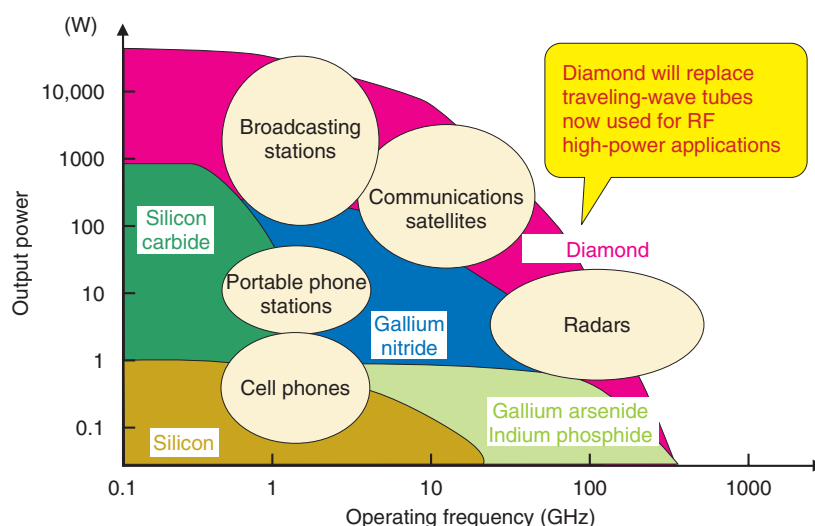 (W)
10,000
1000
100
10
1
0.1
Output power
Diamond will replace
traveling-wave tubes
now used for RF
high-power applications
Broadcasting
stations
Communications
satellites
Silicon
carbide
Diamond
Portable phone
stations
Gallium
nitride
Radars
Cell phones
Gallium arsenide
Indium phosphide
Silicon
0.1
1
10
100
1000
Operating frequency (GHz)